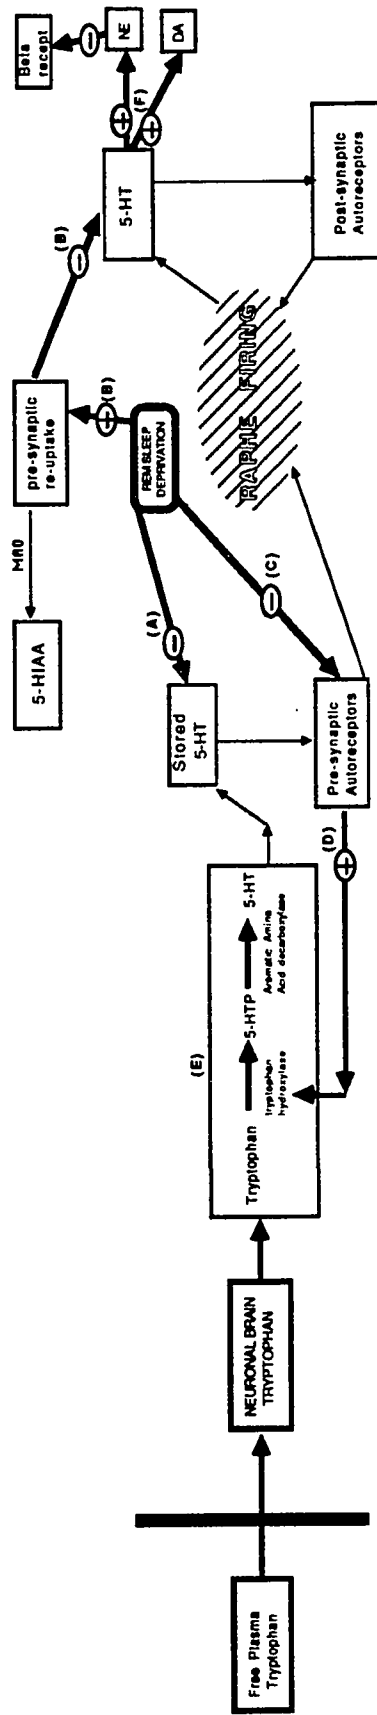 Free Plasma
Tryptophan
NEURONAL BRAIN
TRYPTOPHAN
(E)
Tryptophan
5-HTP
5-HT
tryptophan
hydroxylase
Aromatic Amino
Acid decarboxylase
(D)
+
Stored
5-HT
Pre-synaptic
Autoreceptors
(A)
−
(C)
−
REM SLEEP
DEPRIVATION
+
(B)
5-HIAA
MAO
pre-synaptic
re-uptake
(B)
−
RAPHE FIRING
5-HT
Post-synaptic
Autoreceptors
+
+
(F)
NE
DA
−
Beta
recept